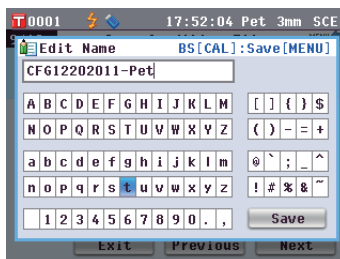 T0001 17:52:04 Pet 3mm SCE
Edit Name BS[CAL]:Save[MENU]
CFG12202011-Pet
A B C D E F G H I J K L M [ ] { } $
N O P Q R S T U V W X Y Z ( ) - = +
a b c d e f g h i j k l m @ ` ; _ ^
n o p q r s t u v w x y z ! # % & ~
1 2 3 4 5 6 7 8 9 0 . , Save
Exit Previous Next